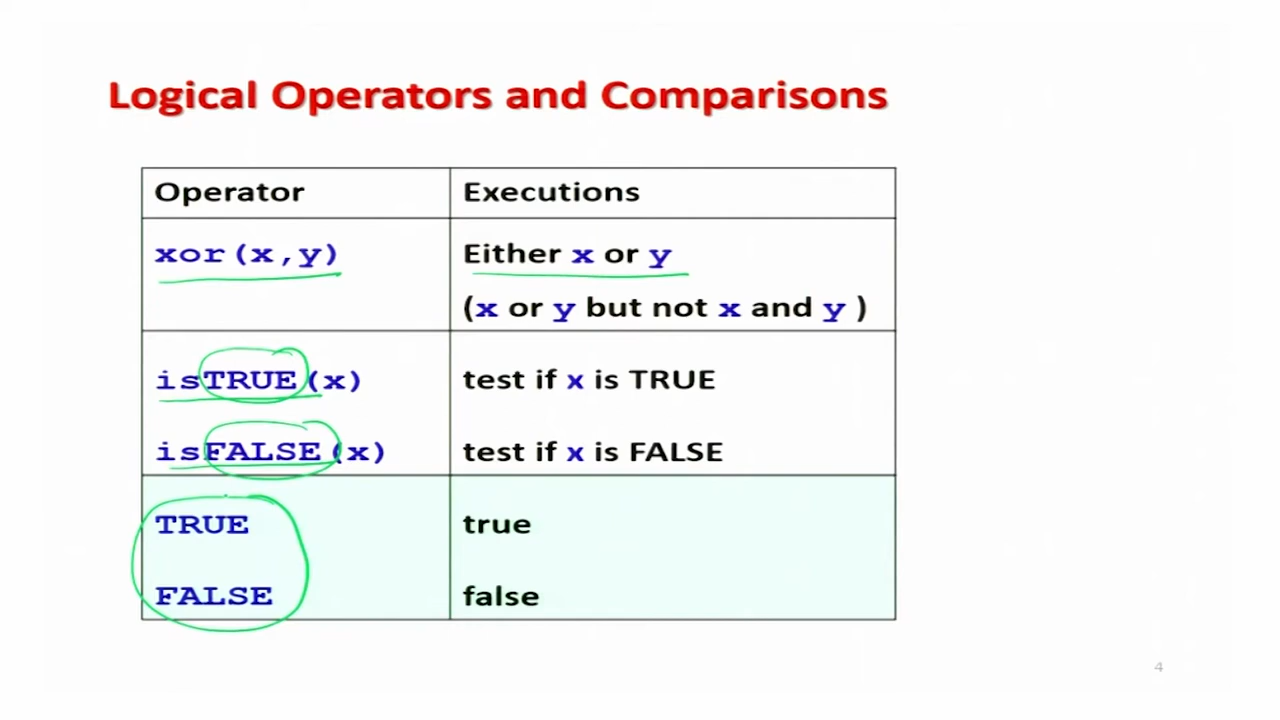 Logical Operators and Comparisons
Operator Executions
xor(x,y) Either x or y
(x or y but not x and y )
isTRUE(x) test if x is TRUE
isFALSE(x) test if x is FALSE
TRUE true
FALSE false
4